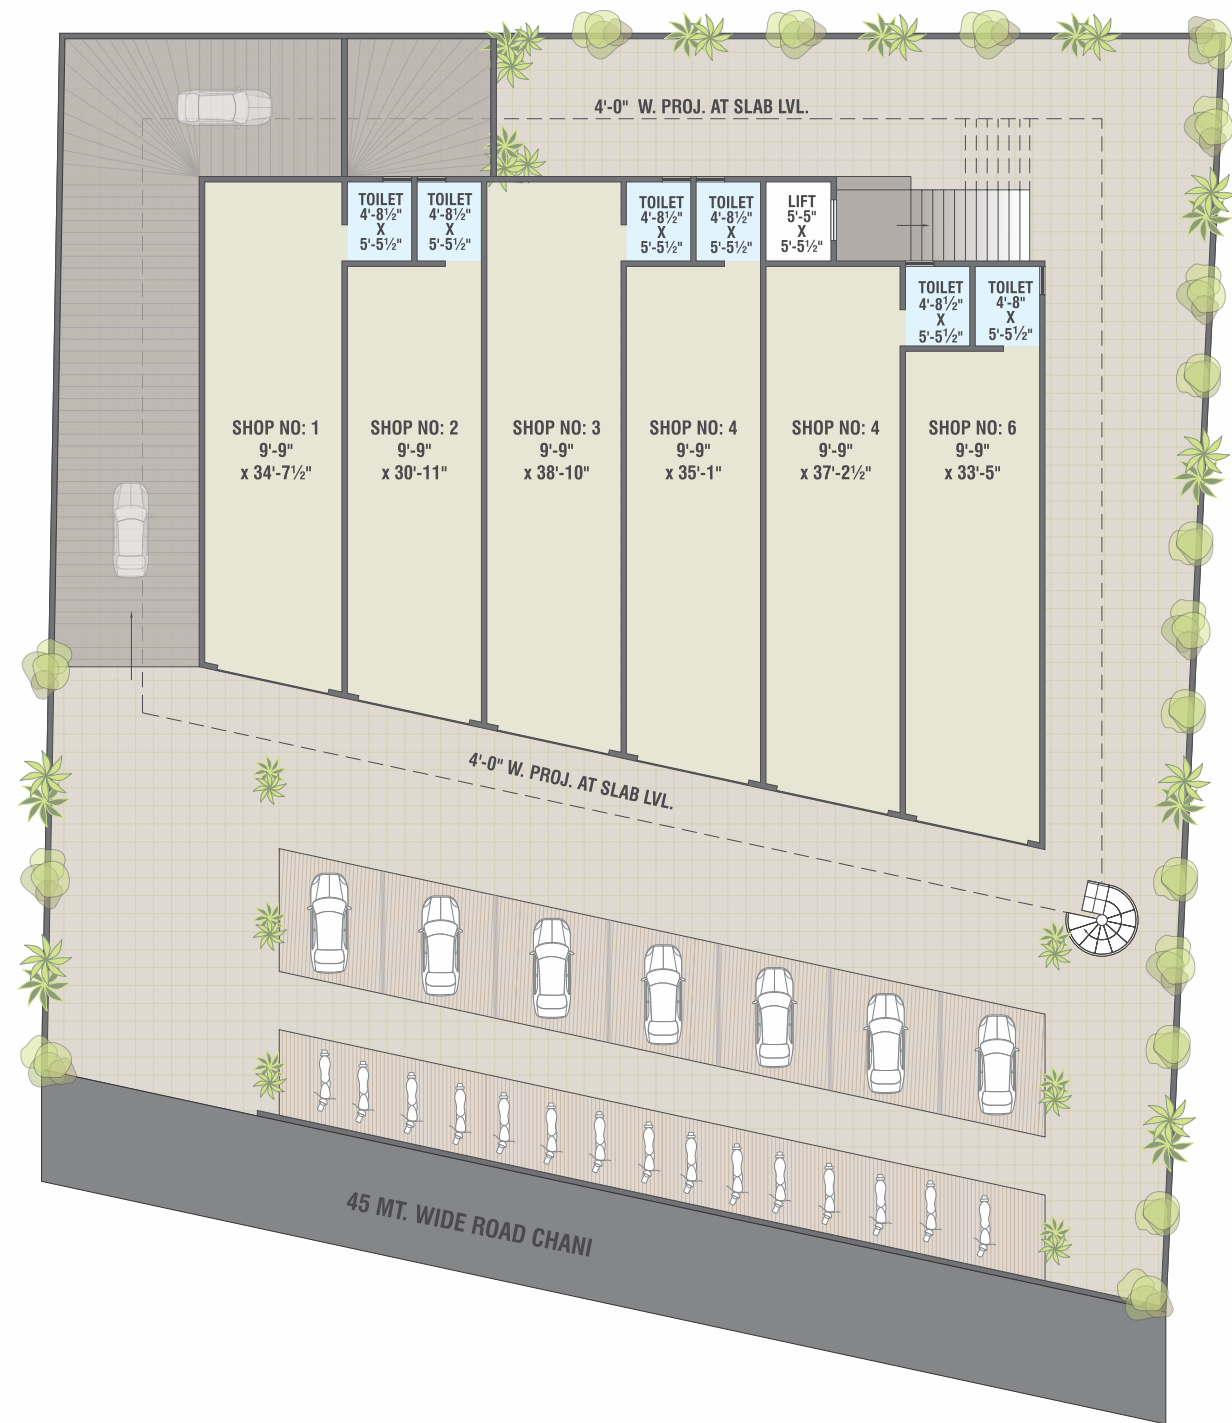 4'-0" W. PROJ. AT SLAB LVL.
TOILET
4'-8½"
X
5'-5½"
TOILET
4'-8½"
X
5'-5½"
TOILET
4'-8½"
X
5'-5½"
TOILET
4'-8½"
X
5'-5½"
LIFT
5'-5"
X
5'-5½"
TOILET
4'-8½"
X
5'-5½"
TOILET
4'-8"
X
5'-5½"
SHOP NO: 1
9'-9"
x 34'-7½"
SHOP NO: 2
9'-9"
x 30'-11"
SHOP NO: 3
9'-9"
x 38'-10"
SHOP NO: 4
9'-9"
x 35'-1"
SHOP NO: 4
9'-9"
x 37'-2½"
SHOP NO: 6
9'-9"
x 33'-5"
4'-0" W. PROJ. AT SLAB LVL.
45 MT. WIDE ROAD CHANI